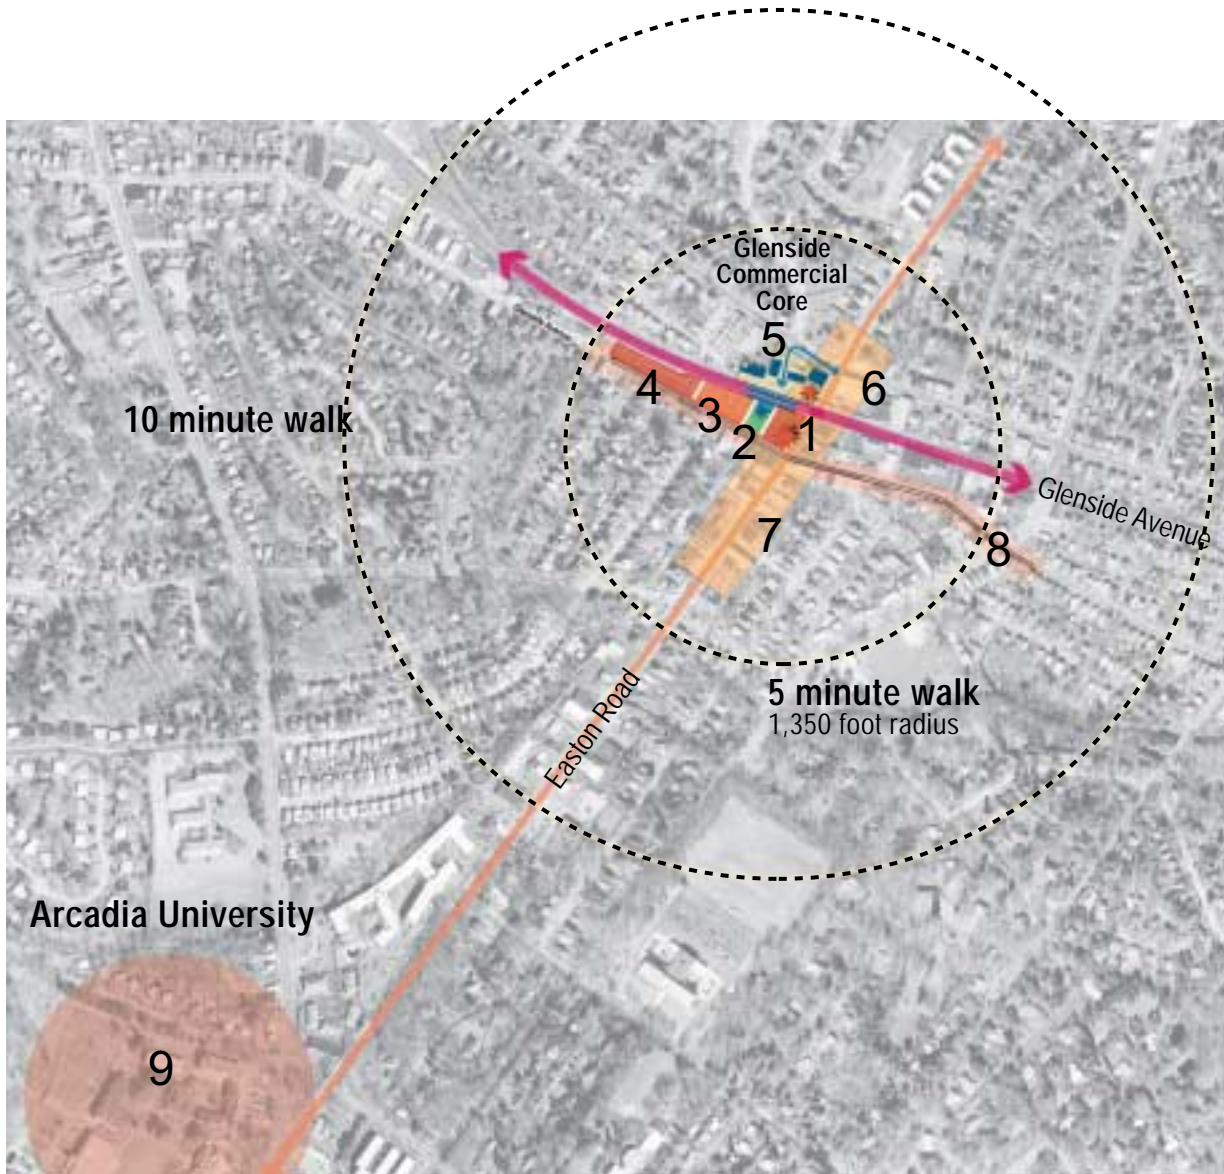 Glenside
Commercial
Core
5
6
4
3
10 minute walk
1
2
Glenside Avenue
7
8
5 minute walk
1,350 foot radius
Easton Road
Arcadia University
9